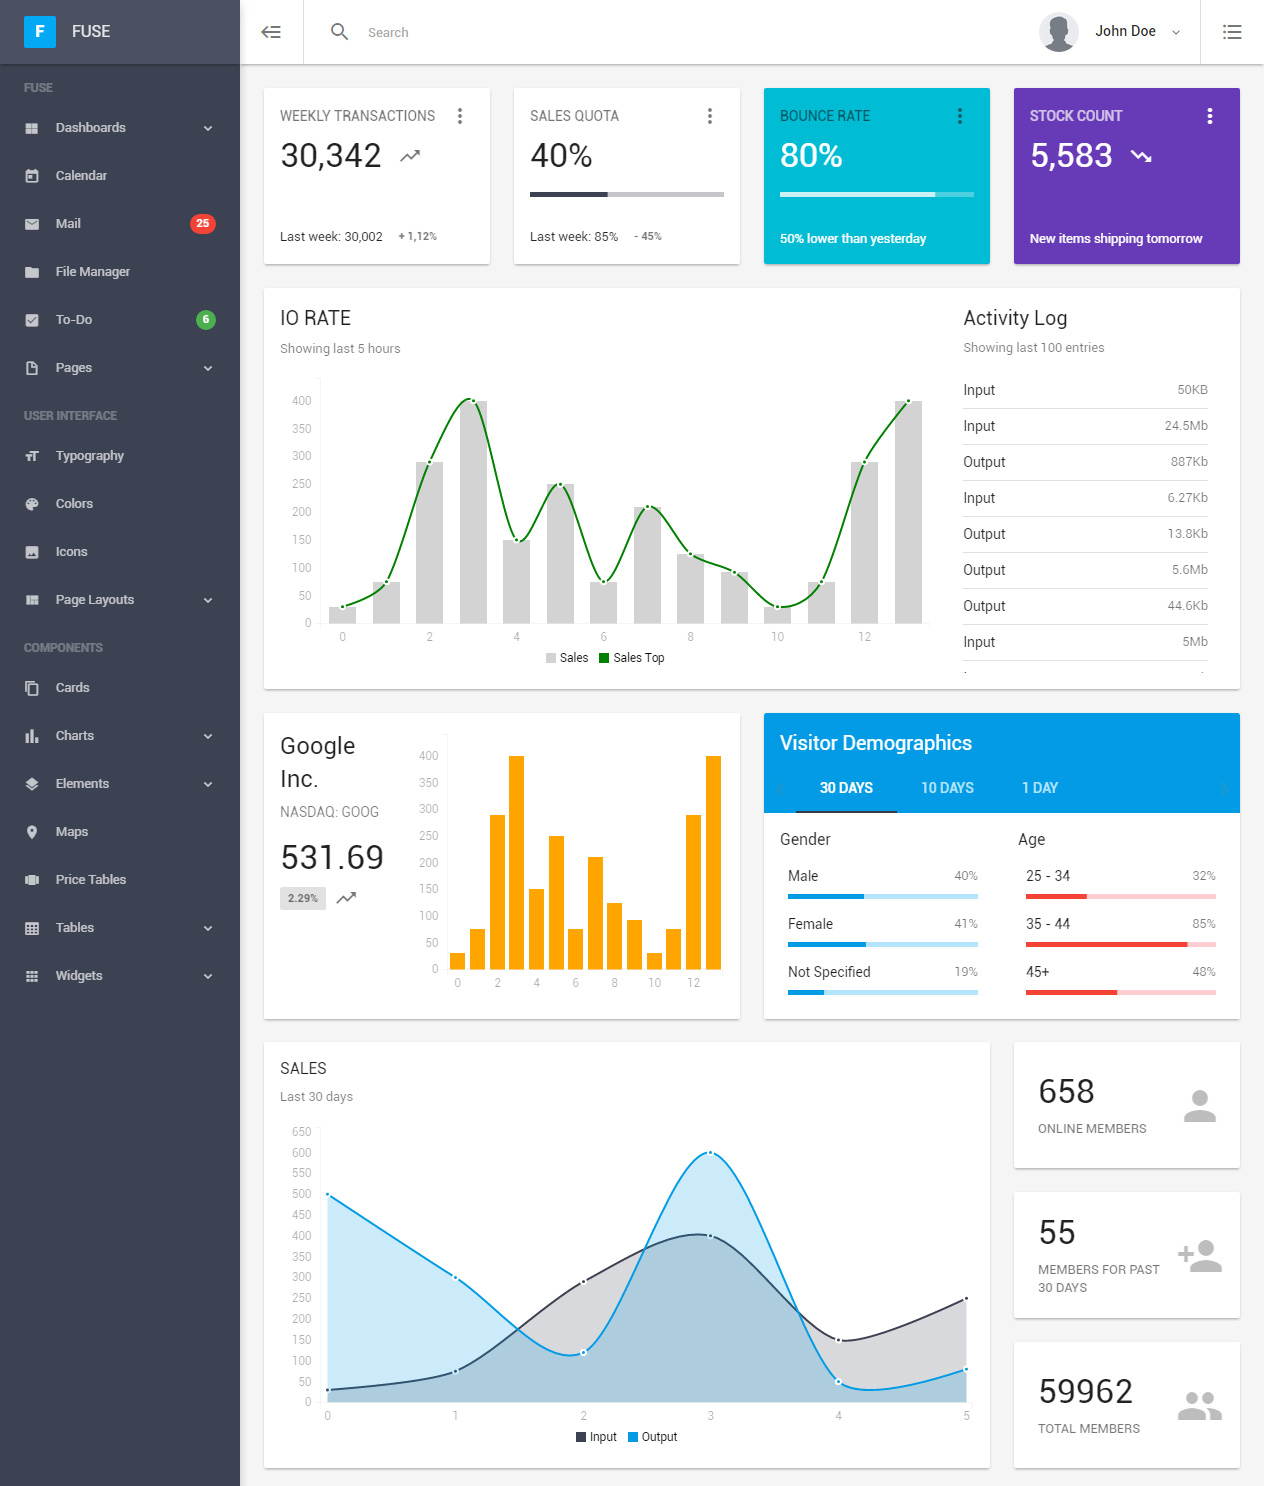 F FUSE
Search
John Doe
FUSE
Dashboards
Calendar
Mail 25
File Manager
To-Do 6
Pages
USER INTERFACE
Typography
Colors
Icons
Page Layouts
COMPONENTS
Cards
Charts
Elements
Maps
Price Tables
Tables
Widgets
WEEKLY TRANSACTIONS
30,342
Last week: 30,002 + 1,12%
SALES QUOTA
40%
Last week: 85% - 45%
BOUNCE RATE
80%
50% lower than yesterday
STOCK COUNT
5,583
New items shipping tomorrow
IO RATE
Showing last 5 hours
400
350
300
250
200
150
100
50
0
0 2 4 6 8 10 12
Sales Sales Top
Activity Log
Showing last 100 entries
Input 50KB
Input 24.5Mb
Output 887Kb
Input 6.27Kb
Output 13.8Kb
Output 5.6Mb
Output 44.6Kb
Input 5Mb
Google
Inc.
NASDAQ: GOOG
531.69
2.29%
400
350
300
250
200
150
100
50
0
0 2 4 6 8 10 12
Visitor Demographics
30 DAYS 10 DAYS 1 DAY
Gender
Male 40%
Female 41%
Not Specified 19%
Age
25 - 34 32%
35 - 44 85%
45+ 48%
SALES
Last 30 days
650
600
550
500
450
400
350
300
250
200
150
100
50
0
0 1 2 3 4 5
Input Output
658
ONLINE MEMBERS
55
MEMBERS FOR PAST
30 DAYS
59962
TOTAL MEMBERS